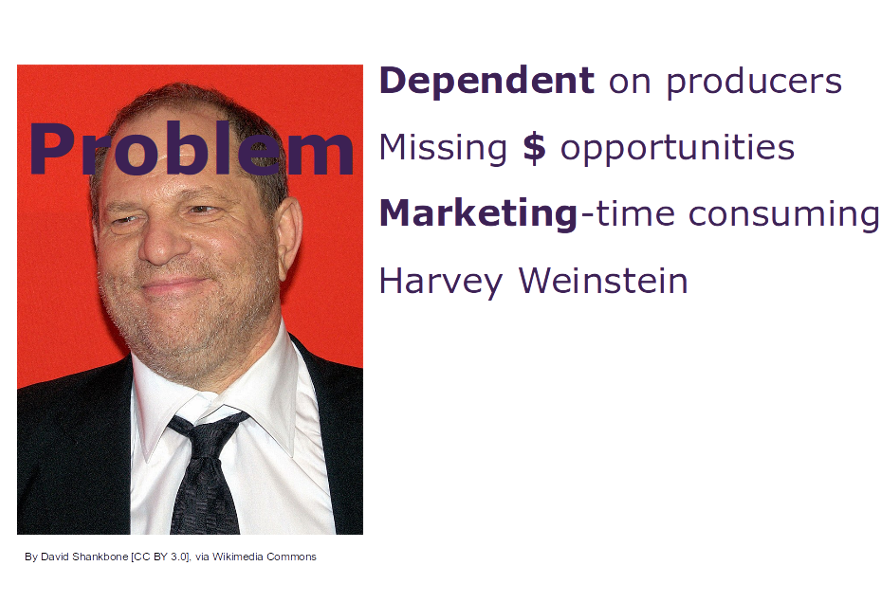 Problem
Dependent on producers
Missing $ opportunities
Marketing-time consuming
Harvey Weinstein
By David Shankbone [CC BY 3.0], via Wikimedia Commons